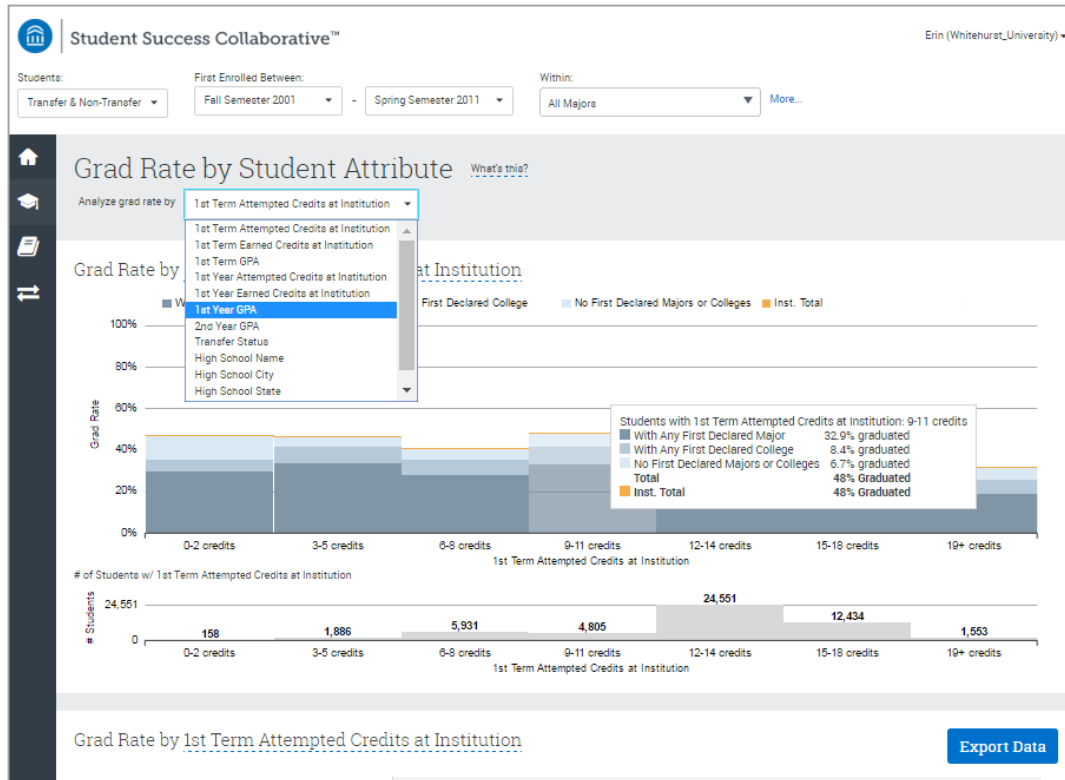 Student Success Collaborative™
Erin (Whitehurst_University)
Students:
First Enrolled Between:
Within:
Transfer & Non-Transfer
Fall Semester 2001
-
Spring Semester 2011
All Majors
More...
Grad Rate by Student Attribute
What's this?
Analyze grad rate by
1st Term Attempted Credits at Institution
1st Term Attempted Credits at Institution
1st Term Earned Credits at Institution
1st Term GPA
1st Year Attempted Credits at Institution
1st Year Earned Credits at Institution
1st Year GPA
2nd Year GPA
Transfer Status
High School Name
High School City
High School State
Grad Rate by
at Institution
W
First Declared College
No First Declared Majors or Colleges
Inst. Total
100%
80%
60%
40%
20%
0%
Grad Rate
Students with 1st Term Attempted Credits at Institution: 9-11 credits
With Any First Declared Major 32.9% graduated
With Any First Declared College 8.4% graduated
No First Declared Majors or Colleges 6.7% graduated
Total 48% Graduated
Inst. Total 48% Graduated
0-2 credits 3-5 credits 6-8 credits 9-11 credits 12-14 credits 15-18 credits 19+ credits
1st Term Attempted Credits at Institution
# of Students w/ 1st Term Attempted Credits at Institution
# Students
24,551
0
158 1,886 5,931 4,805 24,551 12,434 1,553
0-2 credits 3-5 credits 6-8 credits 9-11 credits 12-14 credits 15-18 credits 19+ credits
1st Term Attempted Credits at Institution
Grad Rate by 1st Term Attempted Credits at Institution
Export Data